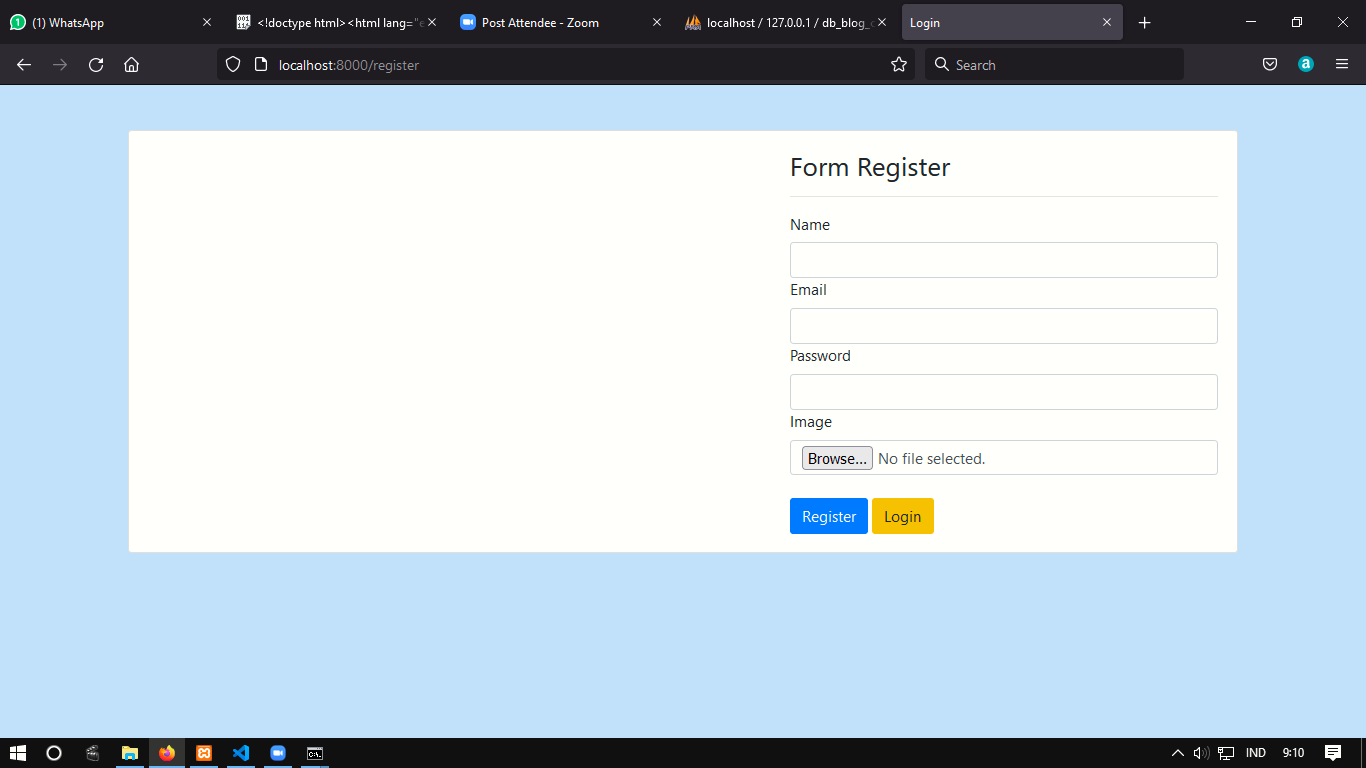 1 (1) WhatsApp
<!doctype html><html lang="e
Post Attendee - Zoom
localhost / 127.0.0.1 / db_blog_c
Login
localhost:8000/register
Search
a
Form Register
Name
Email
Password
Image
Browse... No file selected.
Register Login
IND 9:10